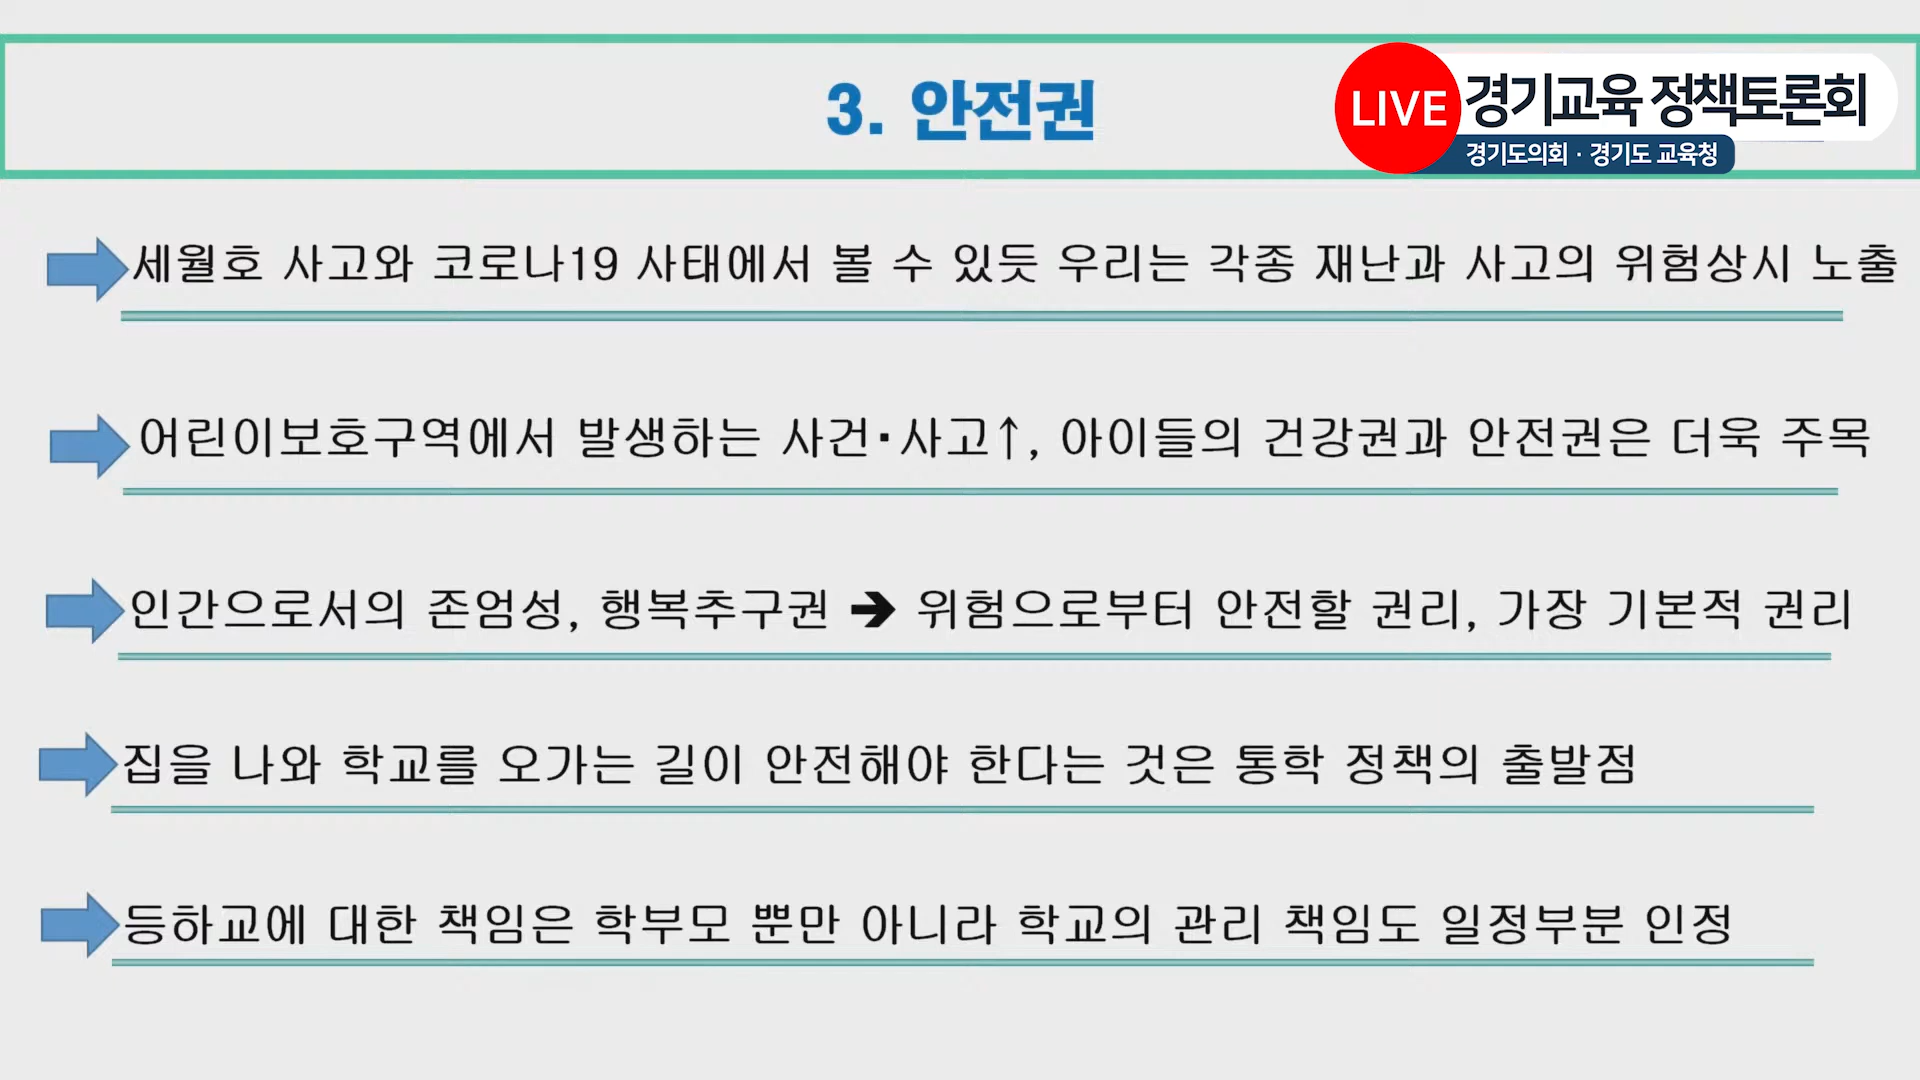 3. 안전권
LIVE 경기교육 정책토론회
경기도의회 · 경기도 교육청
세월호 사고와 코로나19 사태에서 볼 수 있듯 우리는 각종 재난과 사고의 위험상시 노출
어린이보호구역에서 발생하는 사건·사고↑, 아이들의 건강권과 안전권은 더욱 주목
인간으로서의 존엄성, 행복추구권 ➔ 위험으로부터 안전할 권리, 가장 기본적 권리
집을 나와 학교를 오가는 길이 안전해야 한다는 것은 통학 정책의 출발점
등하교에 대한 책임은 학부모 뿐만 아니라 학교의 관리 책임도 일정부분 인정